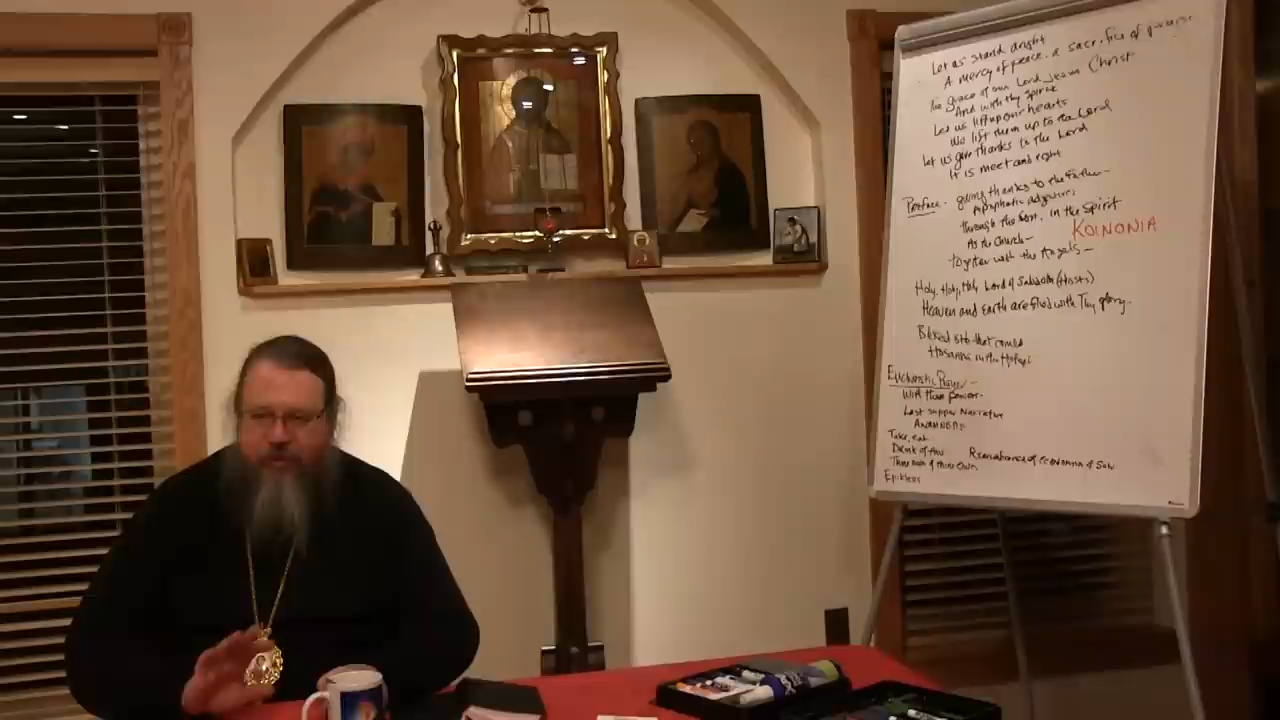 Let us stand aright
A mercy of peace, a sacrifice of praise
The grace of our Lord Jesus Christ
And with thy spirit
Let us lift up our hearts
We lift them up to the Lord
Let us give thanks to the Lord
It is meet and right
Preface - giving thanks to the Father -
Apophatic adjectives
through the Son, in the Spirit
KOINONIA
As the Church -
together with the Angels -
Holy, Holy, Holy Lord of Sabaoth (Hosts)
Heaven and Earth are filled with Thy glory.
Blessed is he that comes
Hosanna in the Highest
Eucharistic Prayer -
With these powers -
Last Supper Narrative
ANAMNESIS
Take, eat
Drink of this
Remembrance of Economia of Salv
Thine own of thine own
Epiklesis